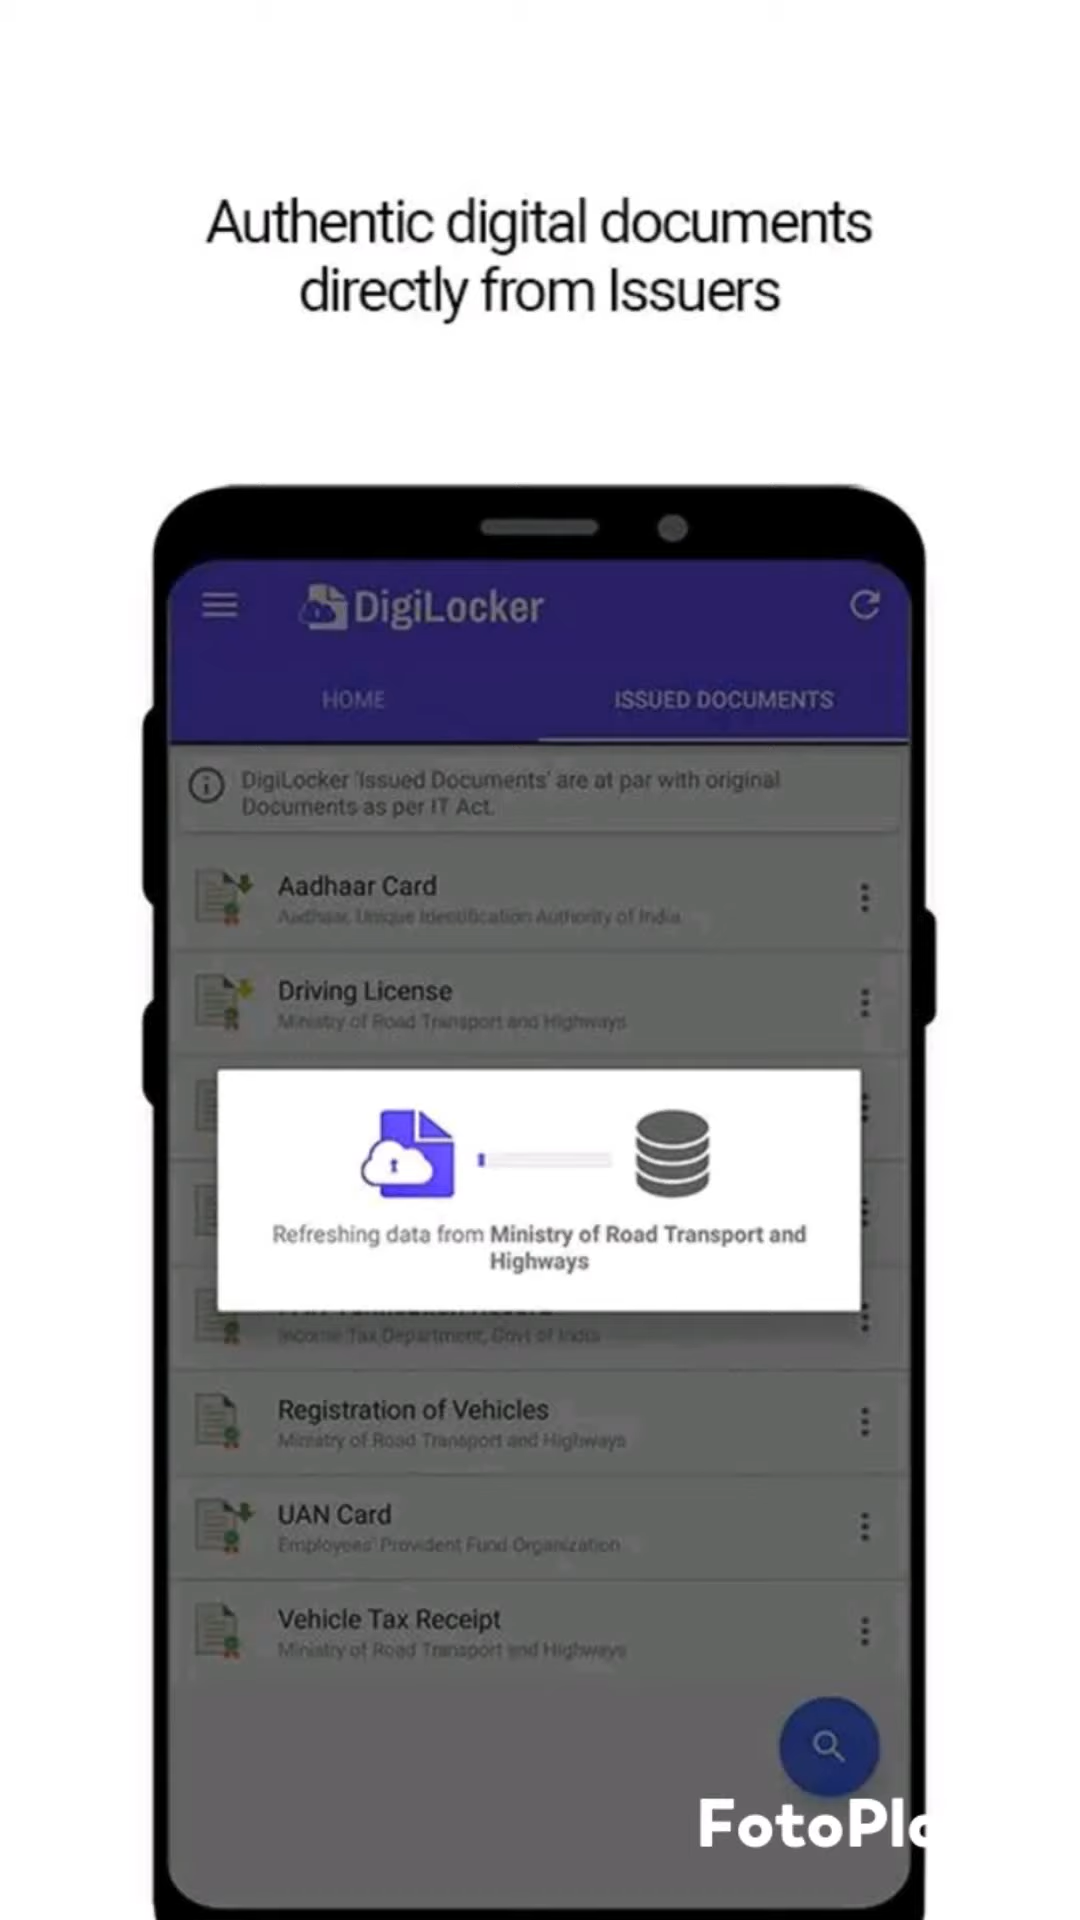 Authentic digital documents
directly from Issuers
DigiLocker
HOME
ISSUED DOCUMENTS
DigiLocker 'Issued Documents' are at par with original
Documents as per IT Act.
Aadhaar Card
Aadhaar, Unique Identification Authority of India
Driving License
Ministry of Road Transport and Highways
Refreshing data from Ministry of Road Transport and
Highways
Income Tax Department, Govt of India
Registration of Vehicles
Ministry of Road Transport and Highways
UAN Card
Employees' Provident Fund Organization
Vehicle Tax Receipt
Ministry of Road Transport and Highways